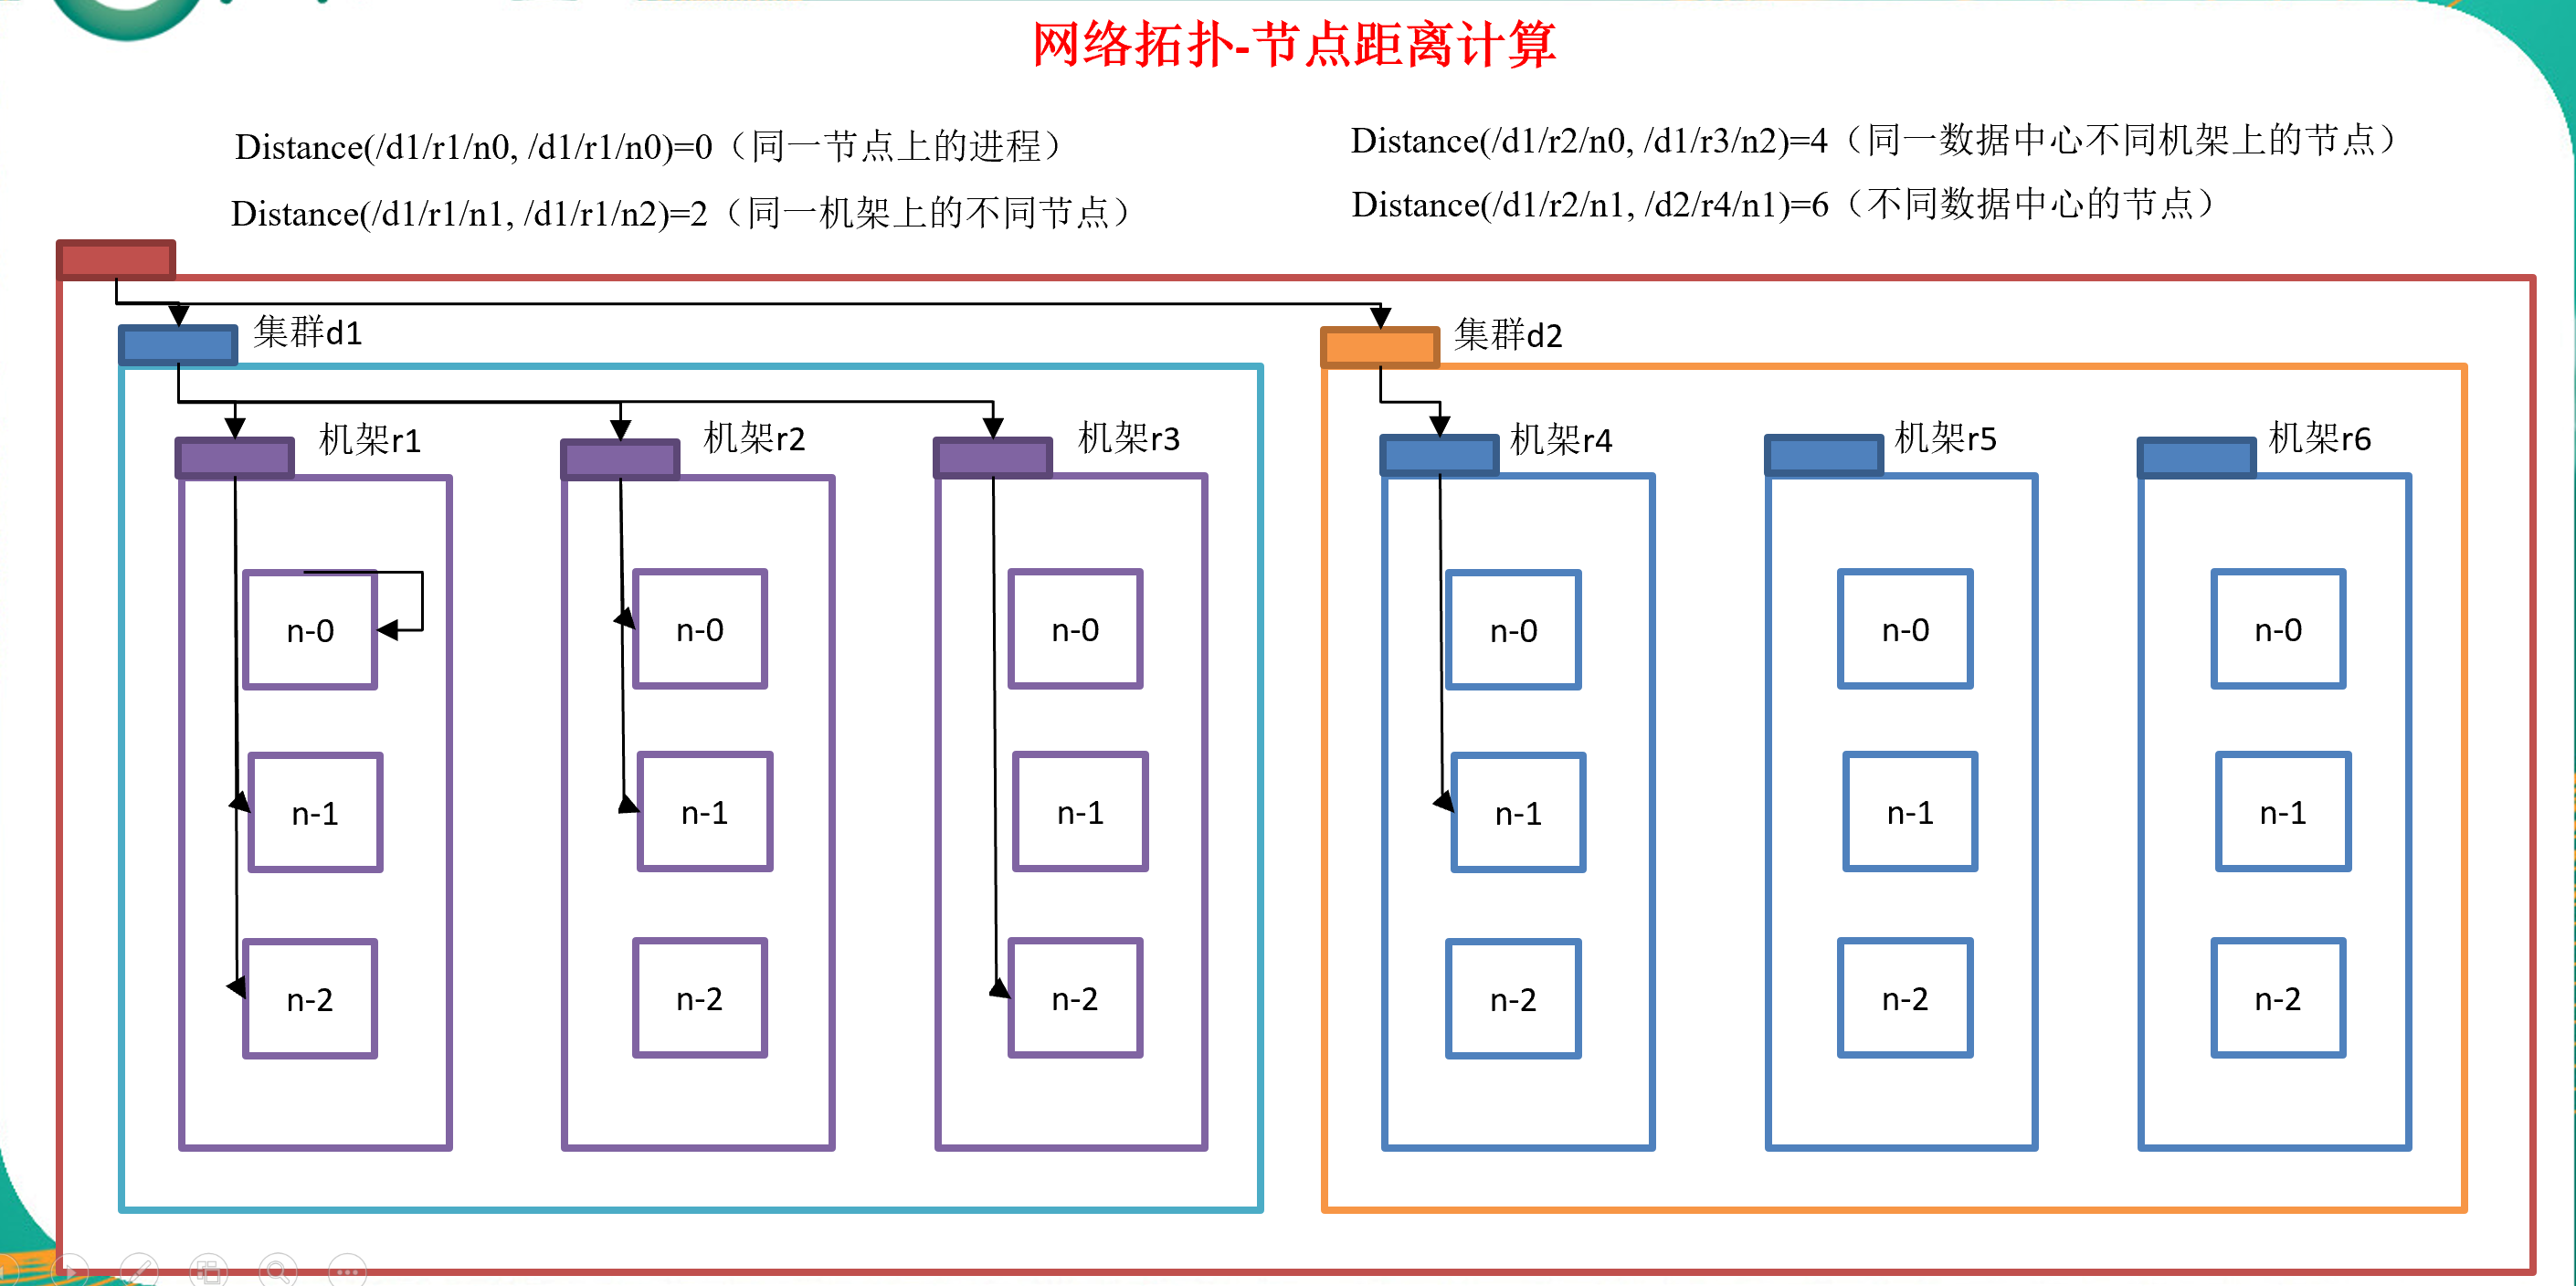 网络拓扑-节点距离计算
Distance(/d1/r1/n0, /d1/r1/n0)=0（同一节点上的进程）
Distance(/d1/r1/n1, /d1/r1/n2)=2（同一机架上的不同节点）
Distance(/d1/r2/n0, /d1/r3/n2)=4（同一数据中心不同机架上的节点）
Distance(/d1/r2/n1, /d2/r4/n1)=6（不同数据中心的节点）
集群d1
机架r1
机架r2
机架r3
n-0
n-0
n-0
n-1
n-1
n-1
n-2
n-2
n-2
集群d2
机架r4
机架r5
机架r6
n-0
n-0
n-0
n-1
n-1
n-1
n-2
n-2
n-2